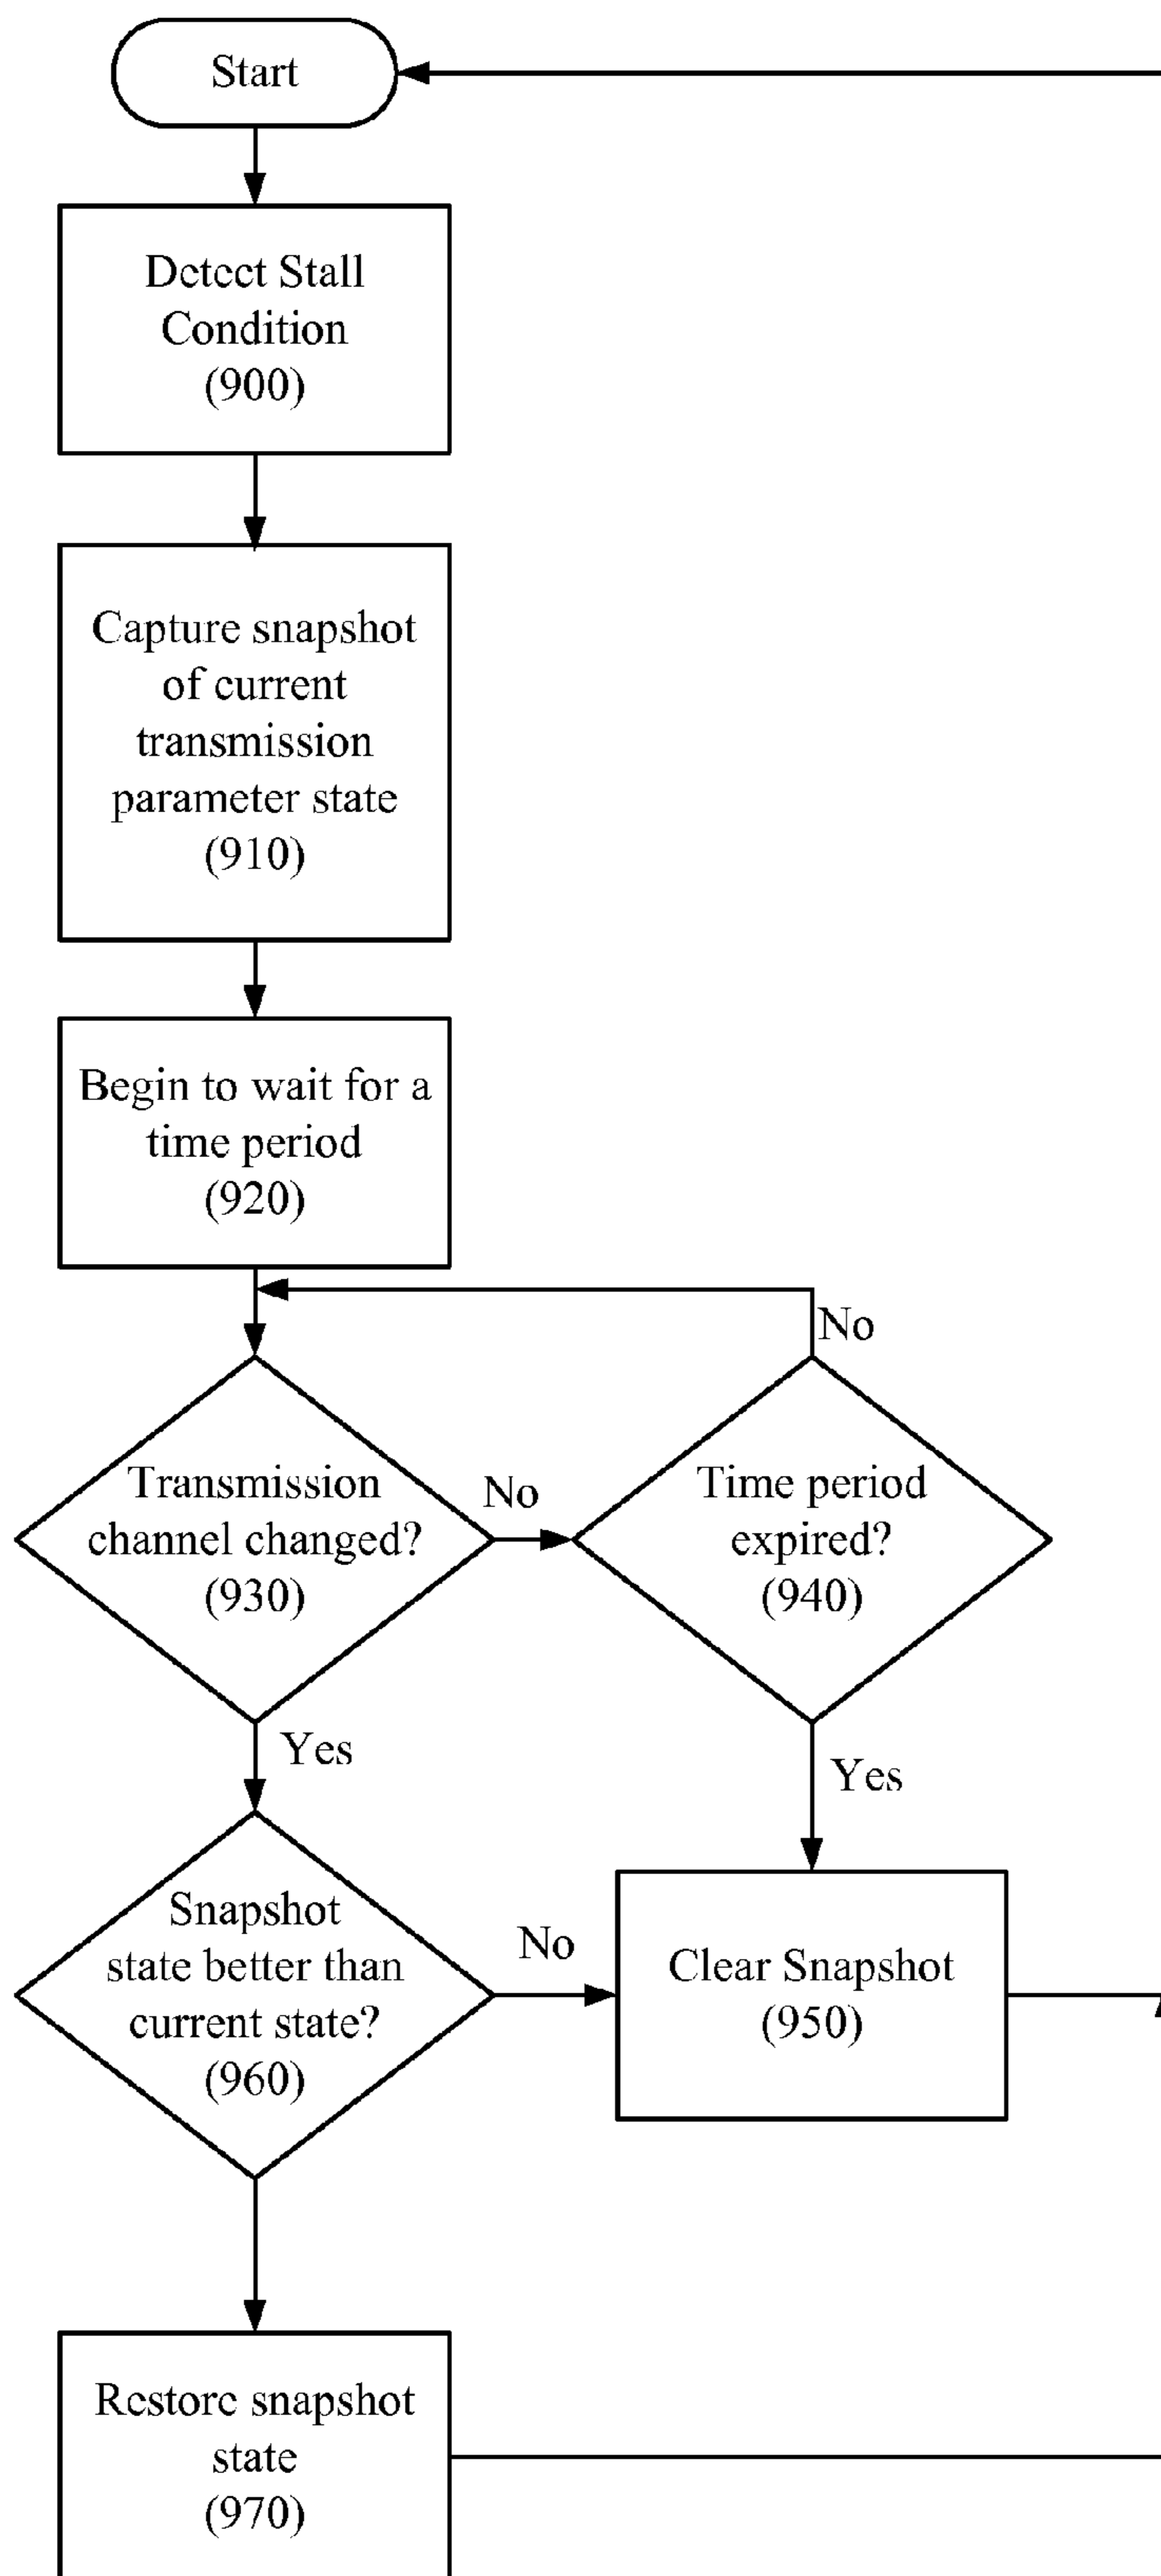 Start
Detect Stall
Condition
(900)
Capture snapshot
of current
transmission
parameter state
(910)
Begin to wait for a
time period
(920)
No
Transmission
channel changed?
(930)
No
Time period
expired?
(940)
Yes
Yes
Snapshot
state better than
current state?
(960)
No
Clear Snapshot
(950)
Restore snapshot
state
(970)